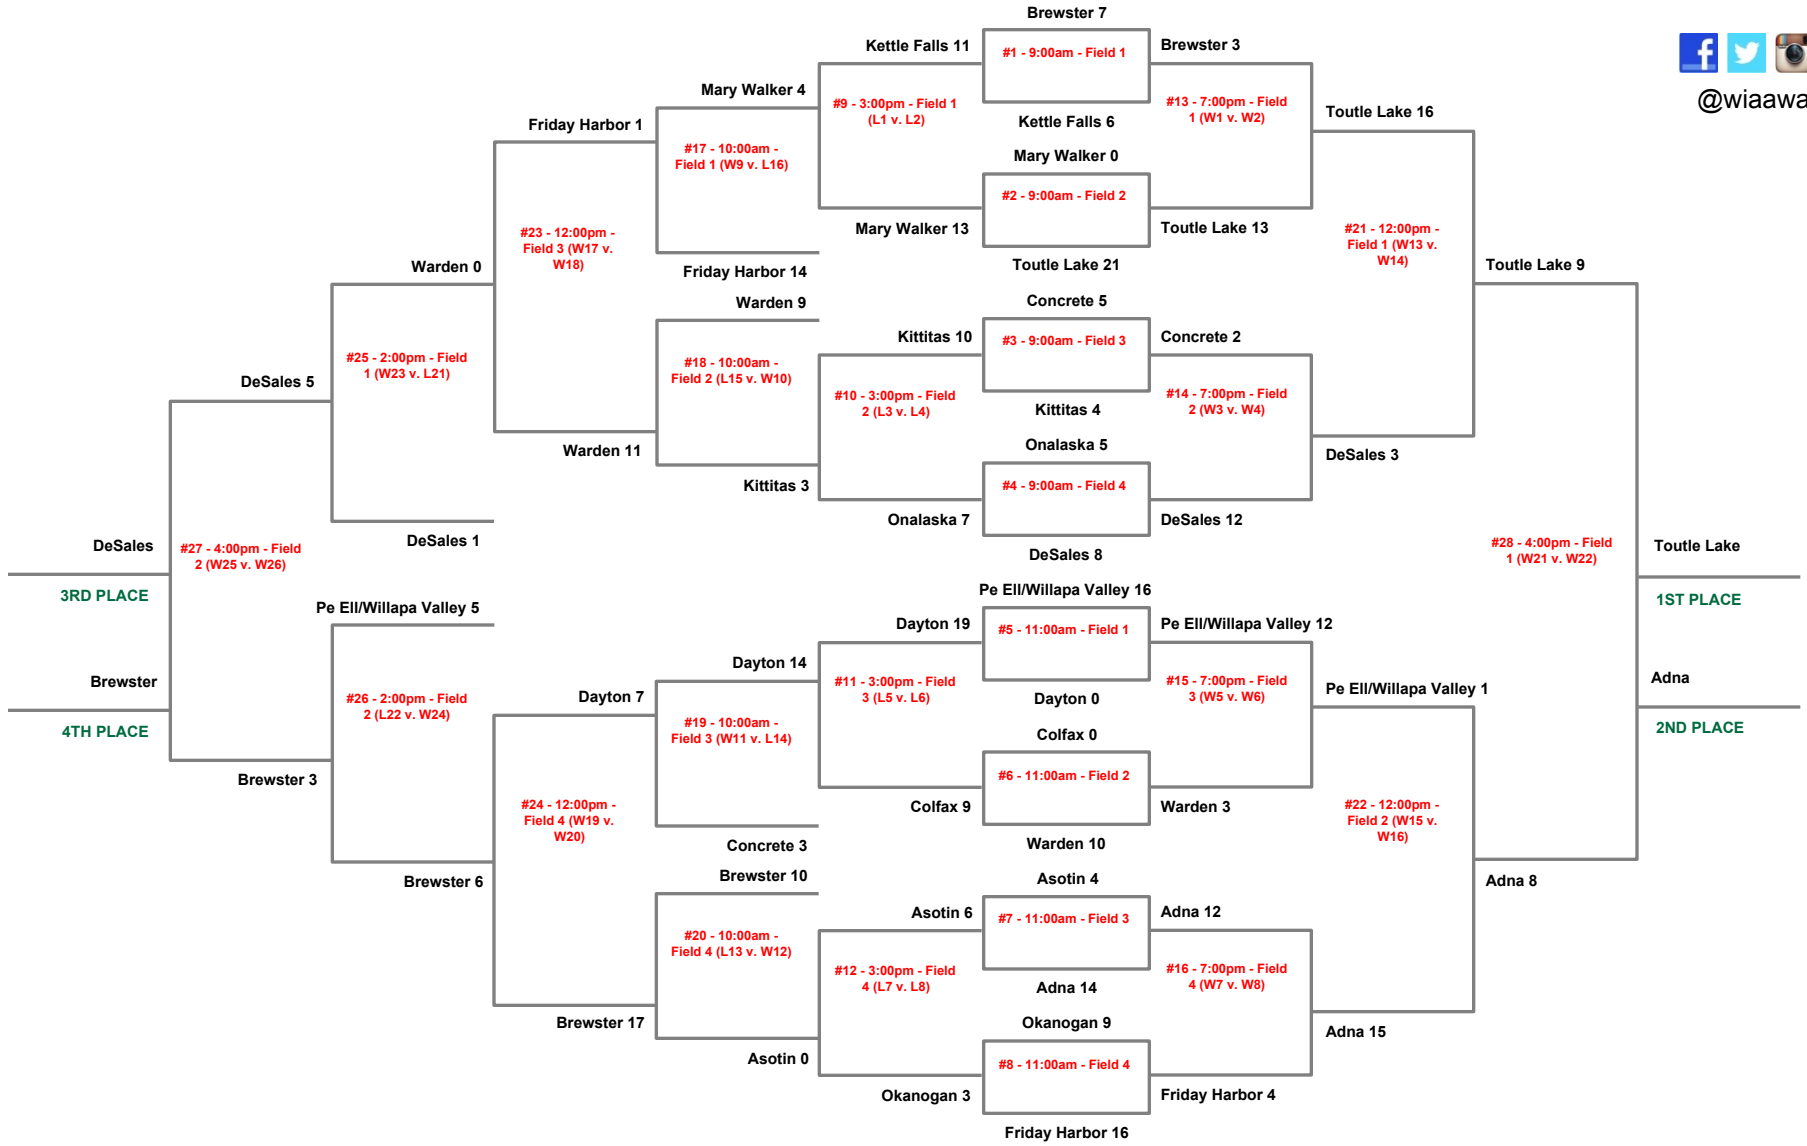 Brewster 7
Kettle Falls 11
#1 - 9:00am - Field 1
Brewster 3
Mary Walker 4
#9 - 3:00pm - Field 1
(L1 v. L2)
#13 - 7:00pm - Field
1 (W1 v. W2)
@wiaawa
Friday Harbor 1
Kettle Falls 6
Toutle Lake 16
#17 - 10:00am -
Field 1 (W9 v. L16)
Mary Walker 0
#2 - 9:00am - Field 2
Mary Walker 13
Toutle Lake 13
#23 - 12:00pm -
Field 3 (W17 v.
W18)
#21 - 12:00pm -
Field 1 (W13 v.
W14)
Warden 0
Friday Harbor 14
Toutle Lake 21
Toutle Lake 9
Warden 9
Concrete 5
Kittitas 10
#3 - 9:00am - Field 3
Concrete 2
#25 - 2:00pm - Field
1 (W23 v. L21)
#18 - 10:00am -
Field 2 (L15 v. W10)
DeSales 5
#10 - 3:00pm - Field
2 (L3 v. L4)
#14 - 7:00pm - Field
2 (W3 v. W4)
Kittitas 4
Warden 11
Onalaska 5
DeSales 3
Kittitas 3
#4 - 9:00am - Field 4
Onalaska 7
DeSales 12
DeSales
#27 - 4:00pm - Field
2 (W25 v. W26)
DeSales 1
DeSales 8
#28 - 4:00pm - Field
1 (W21 v. W22)
Toutle Lake
3RD PLACE
1ST PLACE
Pe Ell/Willapa Valley 5
Pe Ell/Willapa Valley 16
Dayton 19
#5 - 11:00am - Field 1
Pe Ell/Willapa Valley 12
Dayton 14
Brewster
#26 - 2:00pm - Field
2 (L22 v. W24)
Dayton 7
#11 - 3:00pm - Field
3 (L5 v. L6)
Dayton 0
#15 - 7:00pm - Field
3 (W5 v. W6)
Pe Ell/Willapa Valley 1
Adna
4TH PLACE
#19 - 10:00am -
Field 3 (W11 v. L14)
Colfax 0
2ND PLACE
Brewster 3
#6 - 11:00am - Field 2
#24 - 12:00pm -
Field 4 (W19 v.
W20)
Colfax 9
Warden 3
#22 - 12:00pm -
Field 2 (W15 v.
W16)
Concrete 3
Warden 10
Brewster 6
Brewster 10
Asotin 4
Adna 8
Asotin 6
#7 - 11:00am - Field 3
Adna 12
#20 - 10:00am -
Field 4 (L13 v. W12)
#12 - 3:00pm - Field
4 (L7 v. L8)
Adna 14
#16 - 7:00pm - Field
4 (W7 v. W8)
Brewster 17
Okanogan 9
Adna 15
Asotin 0
#8 - 11:00am - Field 4
Okanogan 3
Friday Harbor 4
Friday Harbor 16